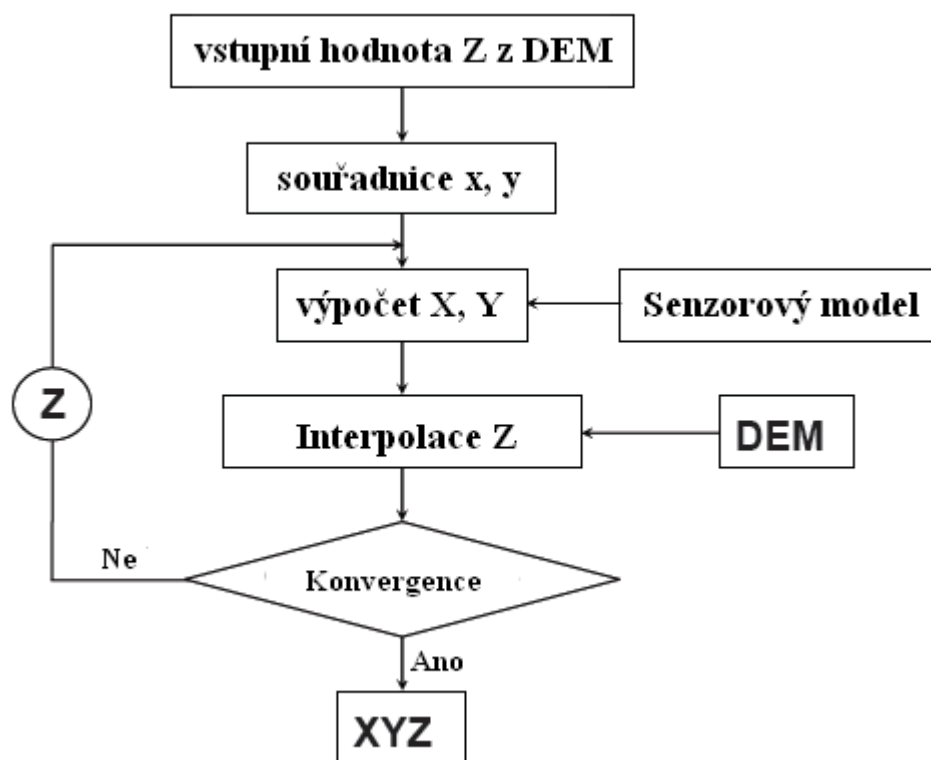 vstupní hodnota Z z DEM
souřadnice x, y
výpočet X, Y
Senzorový model
Z
Interpolace Z
DEM
Ne
Konvergence
Ano
XYZ